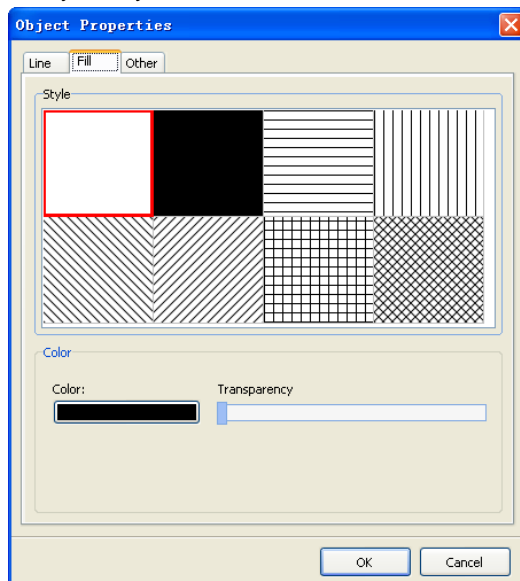 Object Properties
Line Fill Other
Style
Color
Color: Transparency
OK Cancel